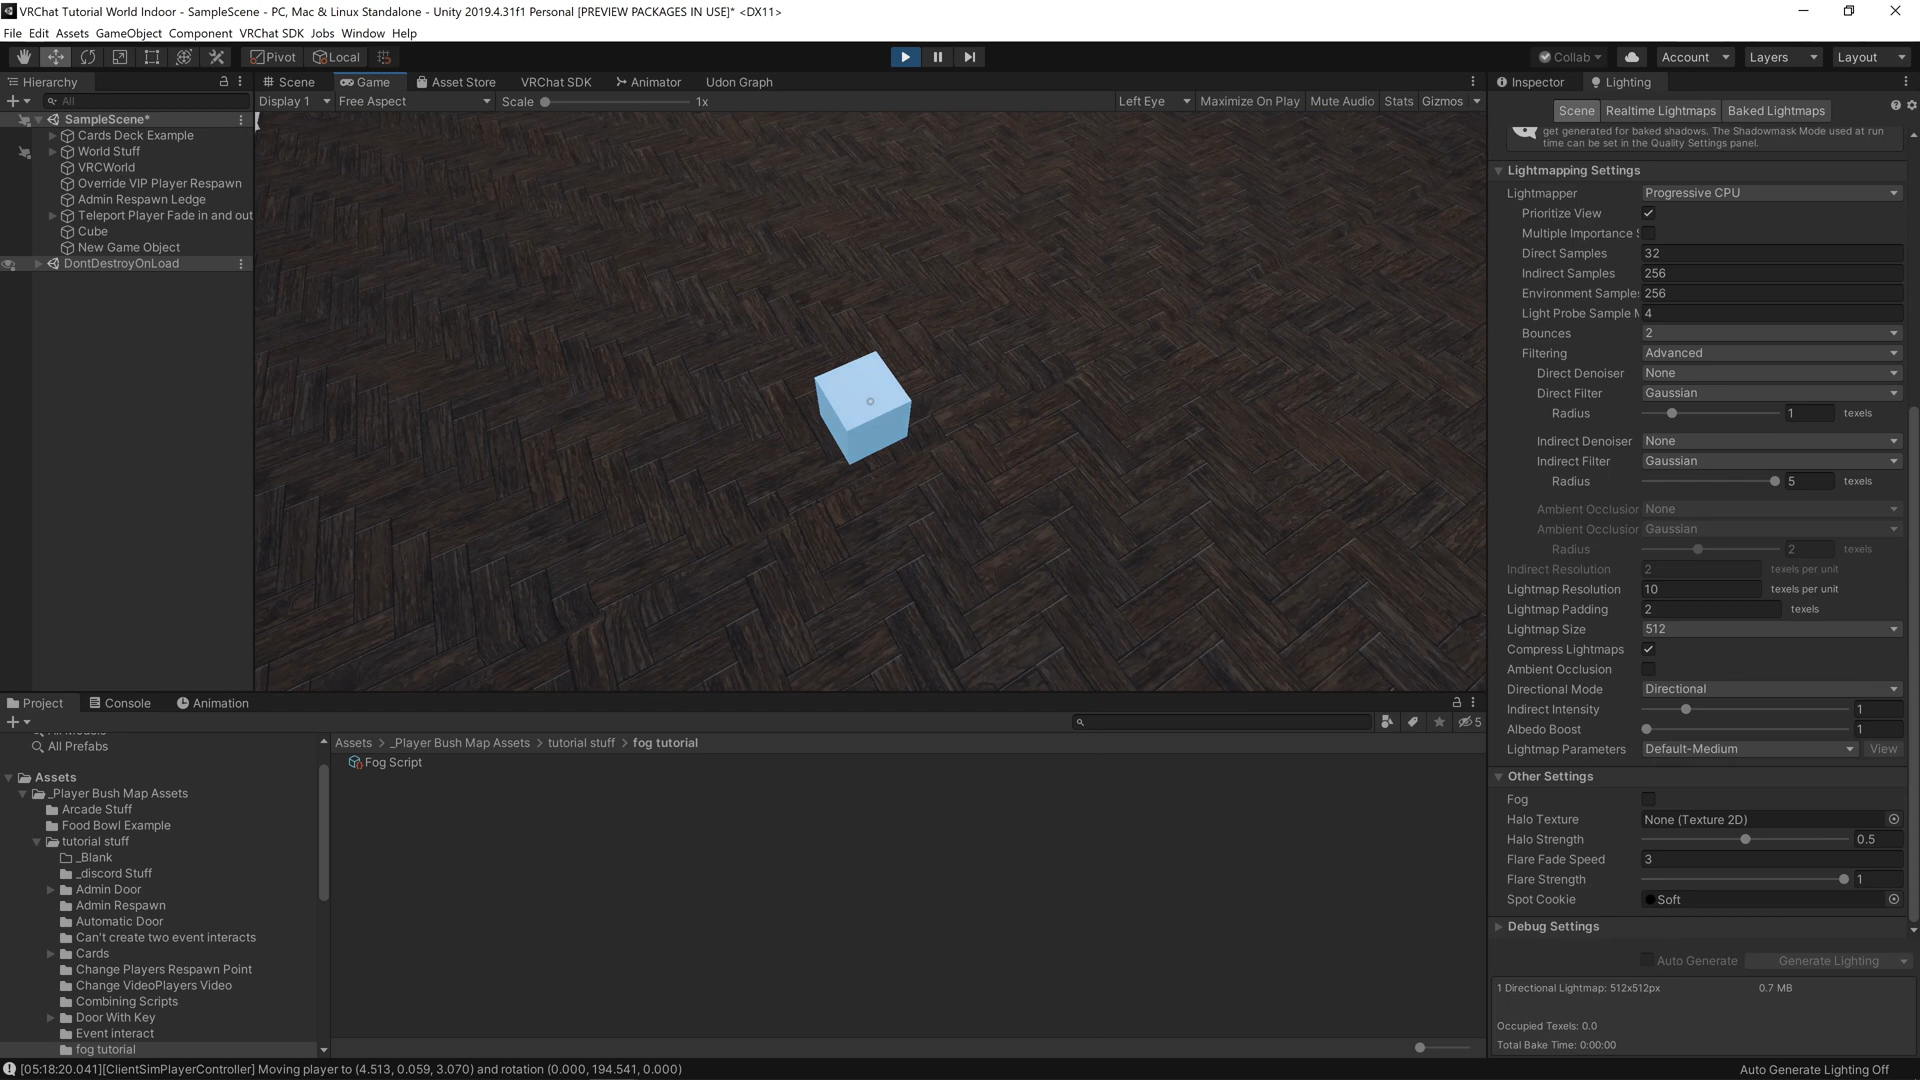 VRChat Tutorial World Indoor - SampleScene - PC, Mac & Linux Standalone - Unity 2019.4.31f1 Personal [PREVIEW PACKAGES IN USE]* <DX11>
File Edit Assets GameObject Component VRChat SDK Jobs Window Help
Pivot Local Collab Account Layers Layout
Hierarchy
All
SampleScene*
Cards Deck Example
World Stuff
VRCWorld
Override VIP Player Respawn
Admin Respawn Ledge
Teleport Player Fade in and out
Cube
New Game Object
DontDestroyOnLoad
Scene Game Asset Store VRChat SDK Animator Udon Graph
Display 1 Free Aspect Scale 1x Left Eye Maximize On Play Mute Audio Stats Gizmos
Inspector Lighting
Scene Realtime Lightmaps Baked Lightmaps
get generated for baked shadows. The Shadowmask Mode used at run
time can be set in the Quality Settings panel.
Lightmapping Settings
Lightmapper Progressive CPU
Prioritize View
Multiple Importance S
Direct Samples 32
Indirect Samples 256
Environment Samples 256
Light Probe Sample M 4
Bounces 2
Filtering Advanced
Direct Denoiser None
Direct Filter Gaussian
Radius 1 texels
Indirect Denoiser None
Indirect Filter Gaussian
Radius 5 texels
Ambient Occlusion None
Ambient Occlusion Gaussian
Radius 2 texels
Indirect Resolution 2 texels per unit
Lightmap Resolution 10 texels per unit
Lightmap Padding 2 texels
Lightmap Size 512
Compress Lightmaps
Ambient Occlusion
Directional Mode Directional
Indirect Intensity 1
Albedo Boost 1
Lightmap Parameters Default-Medium View
Other Settings
Fog
Halo Texture None (Texture 2D)
Halo Strength 0.5
Flare Fade Speed 3
Flare Strength 1
Spot Cookie Soft
Debug Settings
Auto Generate Generate Lighting
1 Directional Lightmap: 512x512px 0.7 MB
Occupied Texels: 0.0
Total Bake Time: 0:00:00
Project Console Animation
5
All Models
All Prefabs
Assets
_Player Bush Map Assets
Arcade Stuff
Food Bowl Example
tutorial stuff
_Blank
_discord Stuff
Admin Door
Admin Respawn
Automatic Door
Can't create two event interacts
Cards
Change Players Respawn Point
Change VideoPlayers Video
Combining Scripts
Door With Key
Event interact
fog tutorial
Assets > _Player Bush Map Assets > tutorial stuff > fog tutorial
Fog Script
[05:18:20.041][ClientSimPlayerController] Moving player to (4.513, 0.059, 3.070) and rotation (0.000, 194.541, 0.000)
Auto Generate Lighting Off